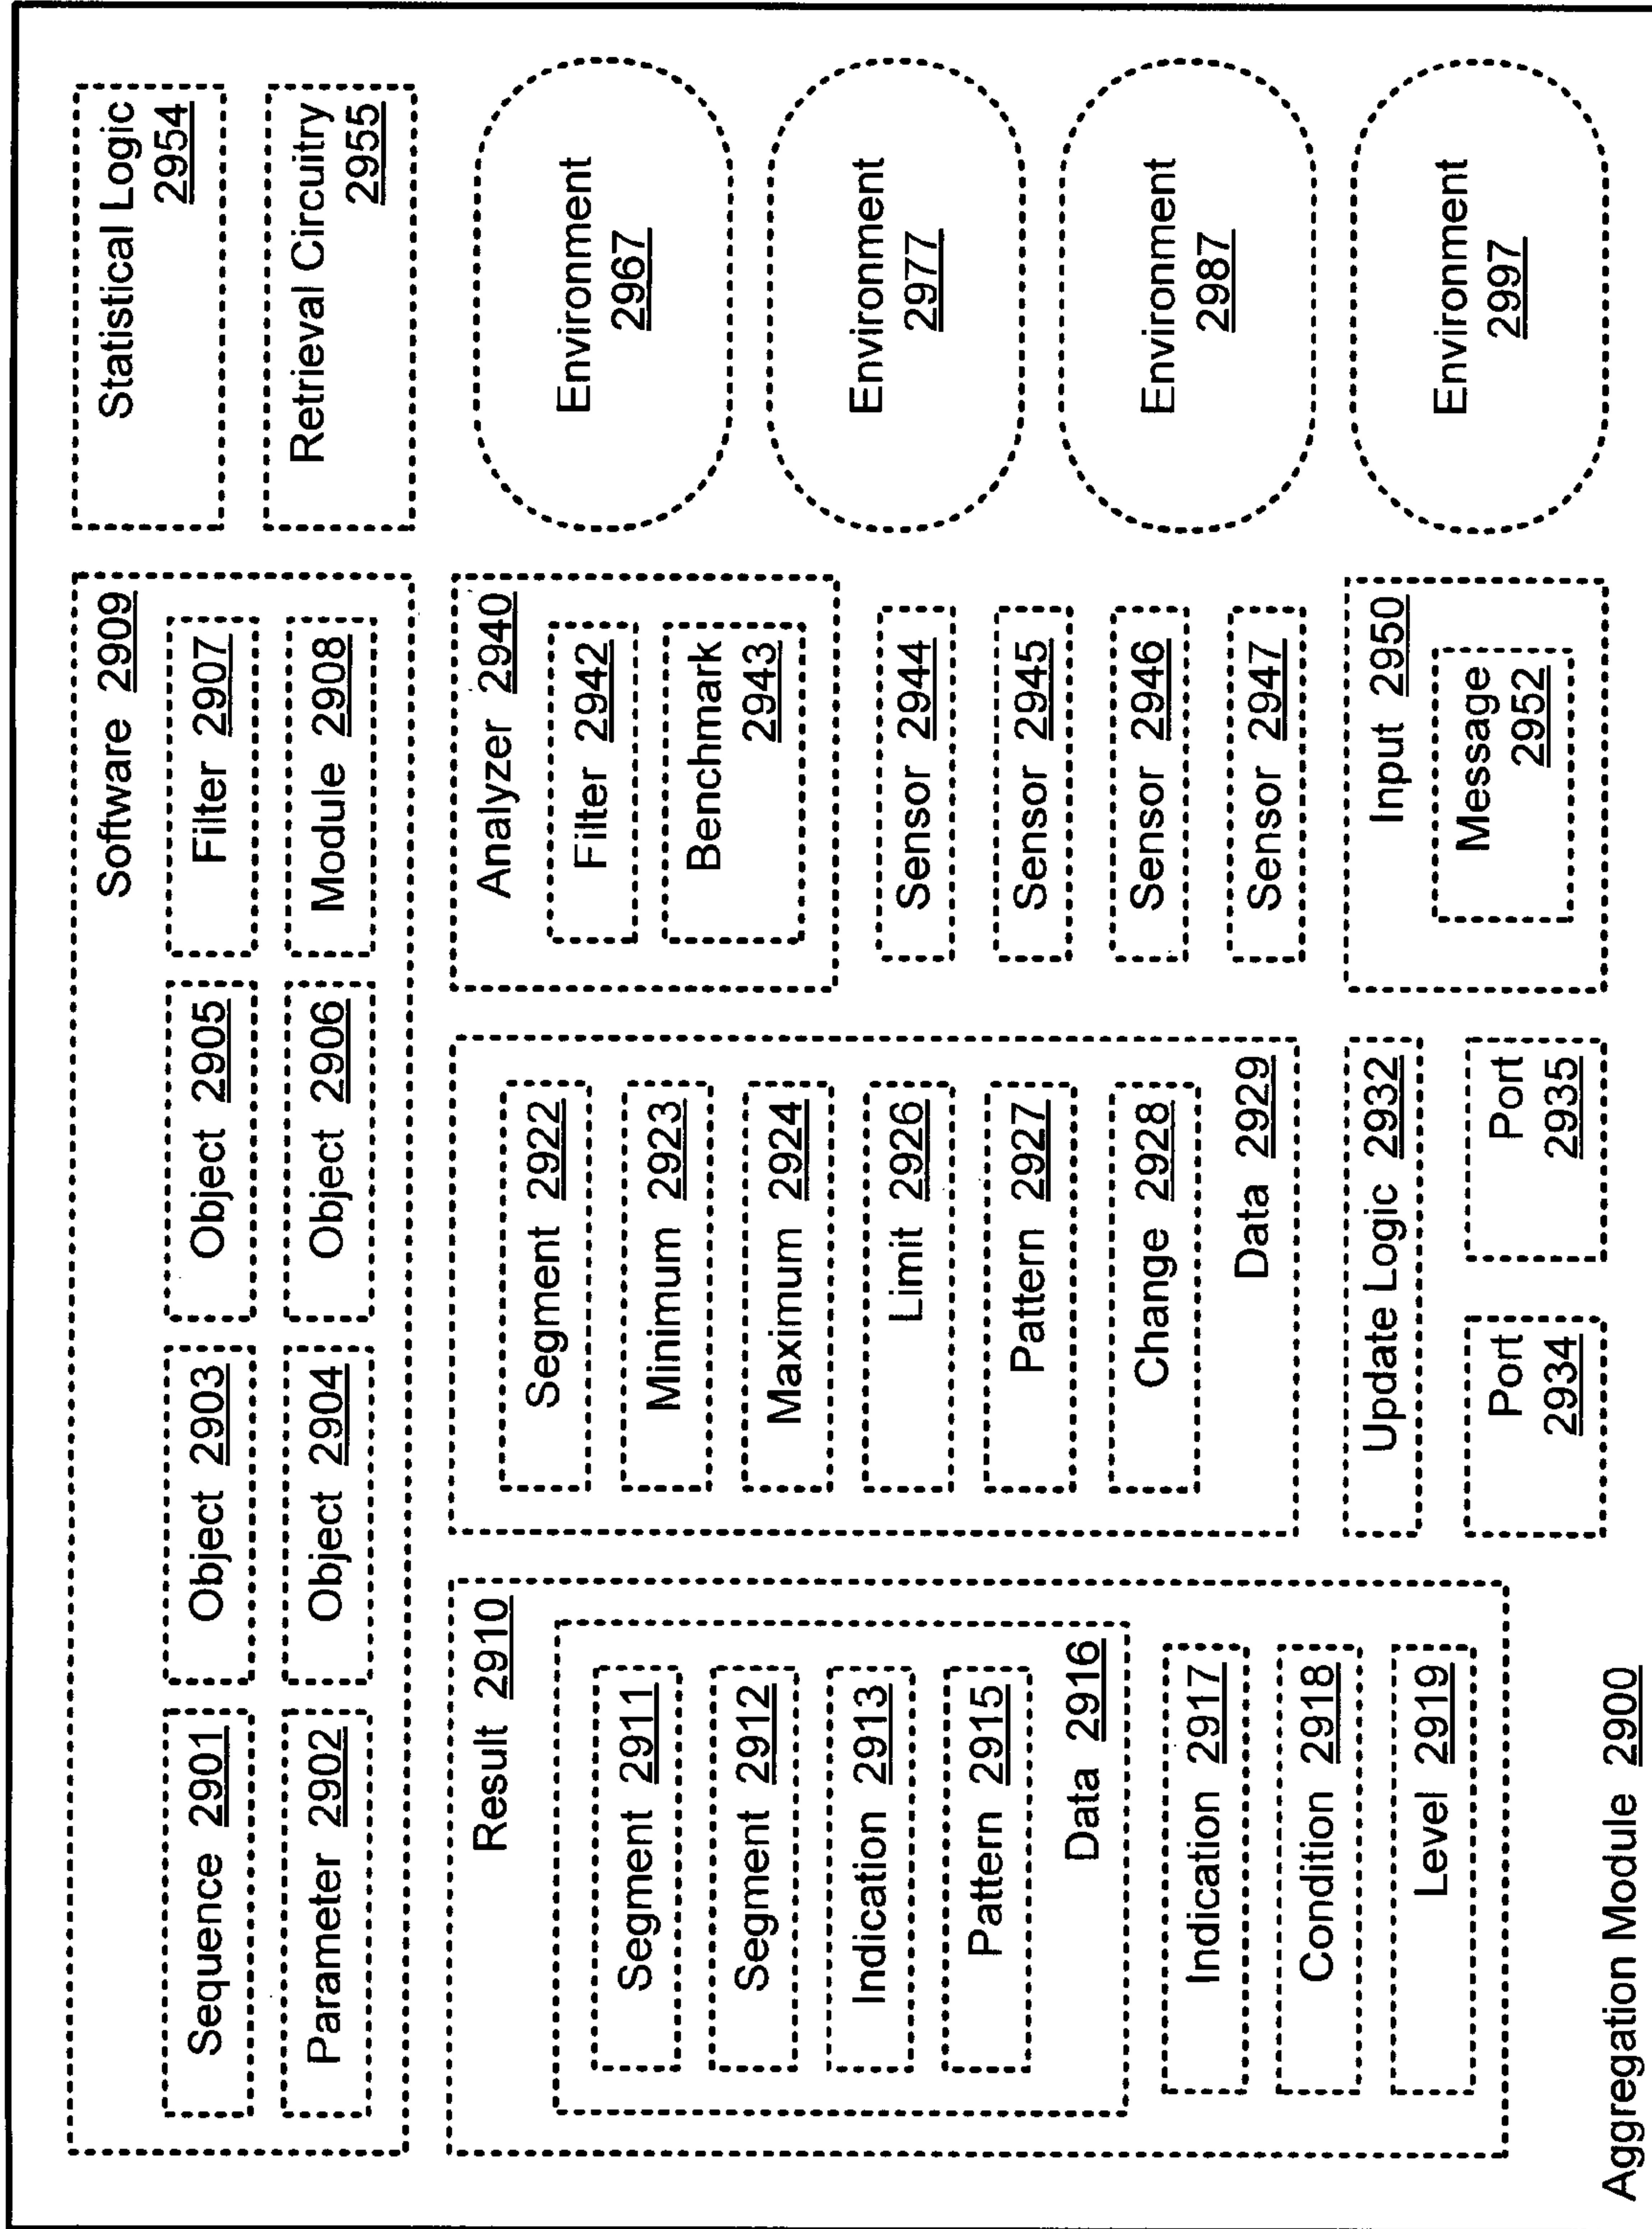 Software 2909
Sequence 2901
Object 2903
Object 2905
Filter 2907
Parameter 2902
Object 2904
Object 2906
Module 2908
Statistical Logic
2954
Retrieval Circuitry
2955
Result 2910
Segment 2911
Segment 2912
Indication 2913
Pattern 2915
Data 2916
Indication 2917
Condition 2918
Level 2919
Segment 2922
Minimum 2923
Maximum 2924
Limit 2926
Pattern 2927
Change 2928
Data 2929
Update Logic 2932
Port
2934
Port
2935
Analyzer 2940
Filter 2942
Benchmark
2943
Sensor 2944
Sensor 2945
Sensor 2946
Sensor 2947
Input 2950
Message
2952
Environment
2967
Environment
2977
Environment
2987
Environment
2997
Aggregation Module 2900